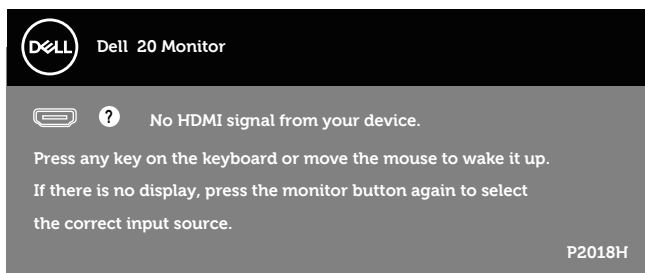 DELL
Dell 20 Monitor
? No HDMI signal from your device.
Press any key on the keyboard or move the mouse to wake it up.
If there is no display, press the monitor button again to select
the correct input source.
P2018H